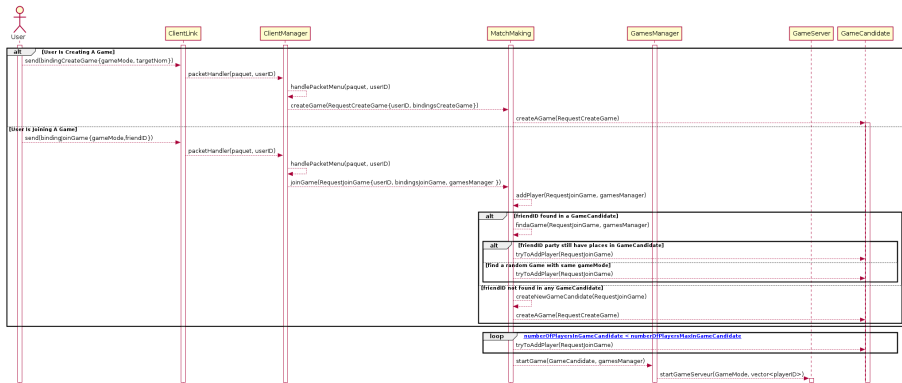 User
ClientLink
ClientManager
MatchMaking
GamesManager
GameServer
GameCandidate
alt [User Is Creating A Game]
send(bindingCreateGame{gameMode, targetNom})
packetHandler(paquet, userID)
handlePacketMenu(paquet, userID)
createGame(RequestCreateGame{userID, bindingsCreateGame})
createAGame(RequestCreateGame)
[User Is Joining A Game]
send(bindingJoinGame{gameMode,friendID})
packetHandler(paquet, userID)
handlePacketMenu(paquet, userID)
joinGame(RequestJoinGame{userID, bindingsJoinGame, gamesManager })
addPlayer(RequestJoinGame, gamesManager)
alt [friendID found in a GameCandidate]
findaGame(RequestJoinGame, gamesManager)
alt [friendID party still have places in GameCandidate]
tryToAddPlayer(RequestJoinGame)
[find a random Game with same gameMode]
tryToAddPlayer(RequestJoinGame)
[friendID not found in any GameCandidate]
createNewGameCandidate(RequestJoinGame)
createAGame(RequestCreateGame)
loop numberOfPlayersInGameCandidate < numberOfPlayersMaxInGameCandidate
tryToAddPlayer(RequestJoinGame)
startGame(GameCandidate, gamesManager)
startGameServeur(GameMode, vector<playerID>)